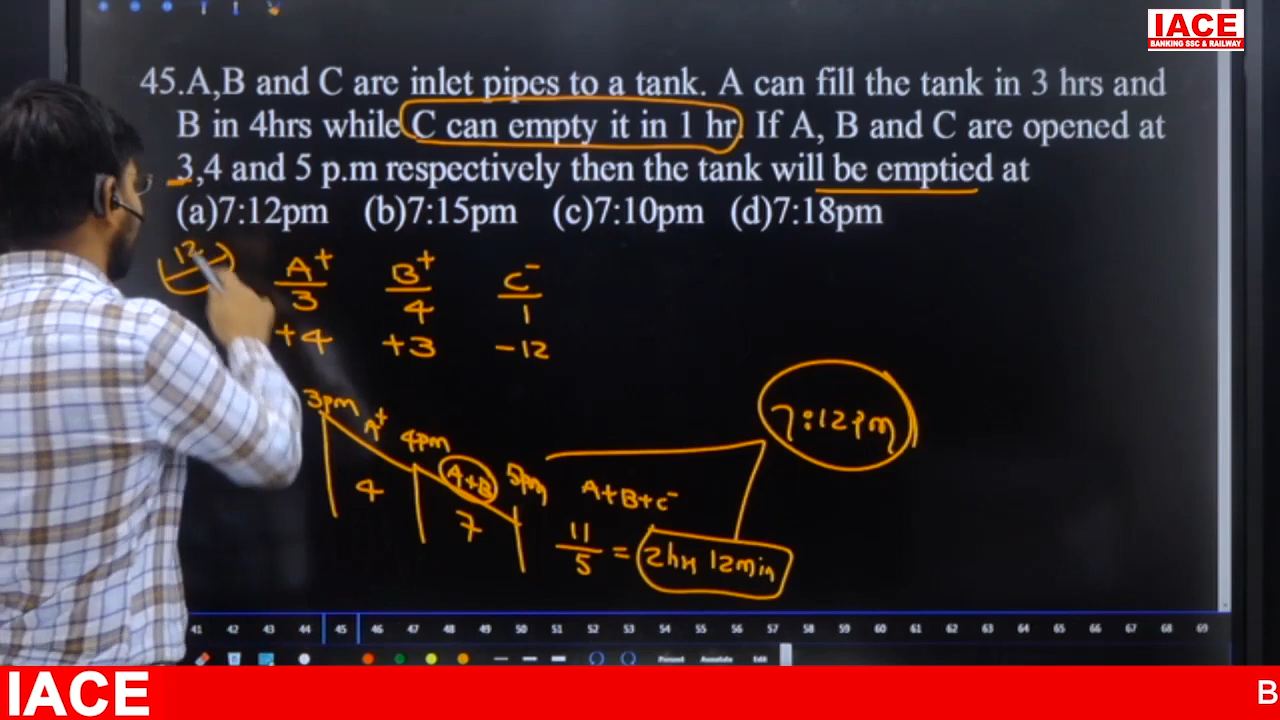 IACE
BANKING SSC & RAILWAY
45.A,B and C are inlet pipes to a tank. A can fill the tank in 3 hrs and
B in 4hrs while C can empty it in 1 hr. If A, B and C are opened at
3,4 and 5 p.m respectively then the tank will be emptied at
(a)7:12pm (b)7:15pm (c)7:10pm (d)7:18pm
12 A+ B+ C-
3 4 1
+4 +3 -12
7:12pm
3pm A+ 4pm A+B 5pm A+B+C-
4 7 11/5 = 2hr 12min
41 42 43 44 45 46 47 48 49 50 51 52 53 54 55 56 57 58 59 60 61 62 63 64 65 66 67 68 69
Annotate Edit
IACE B